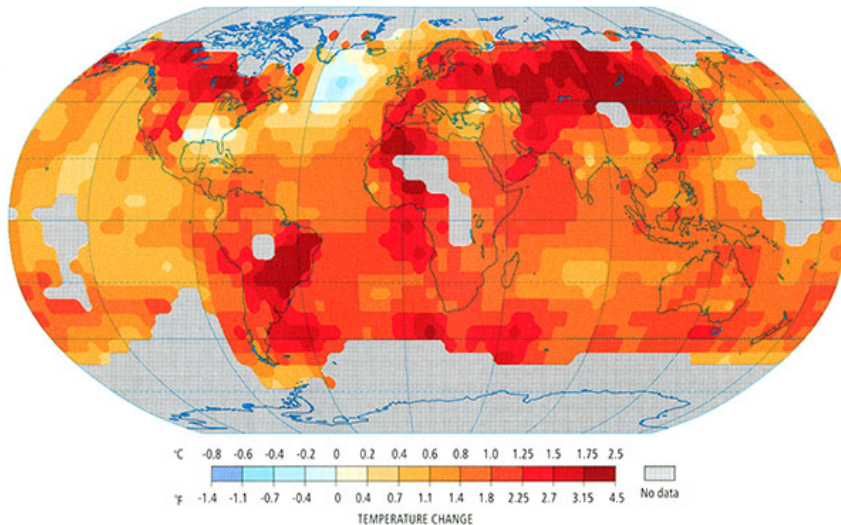 °C -0.8 -0.6 -0.4 -0.2 0 0.2 0.4 0.6 0.8 1.0 1.25 1.5 1.75 2.5
°F -1.4 -1.1 -0.7 -0.4 0 0.4 0.7 1.1 1.4 1.8 2.25 2.7 3.15 4.5
No data
TEMPERATURE CHANGE